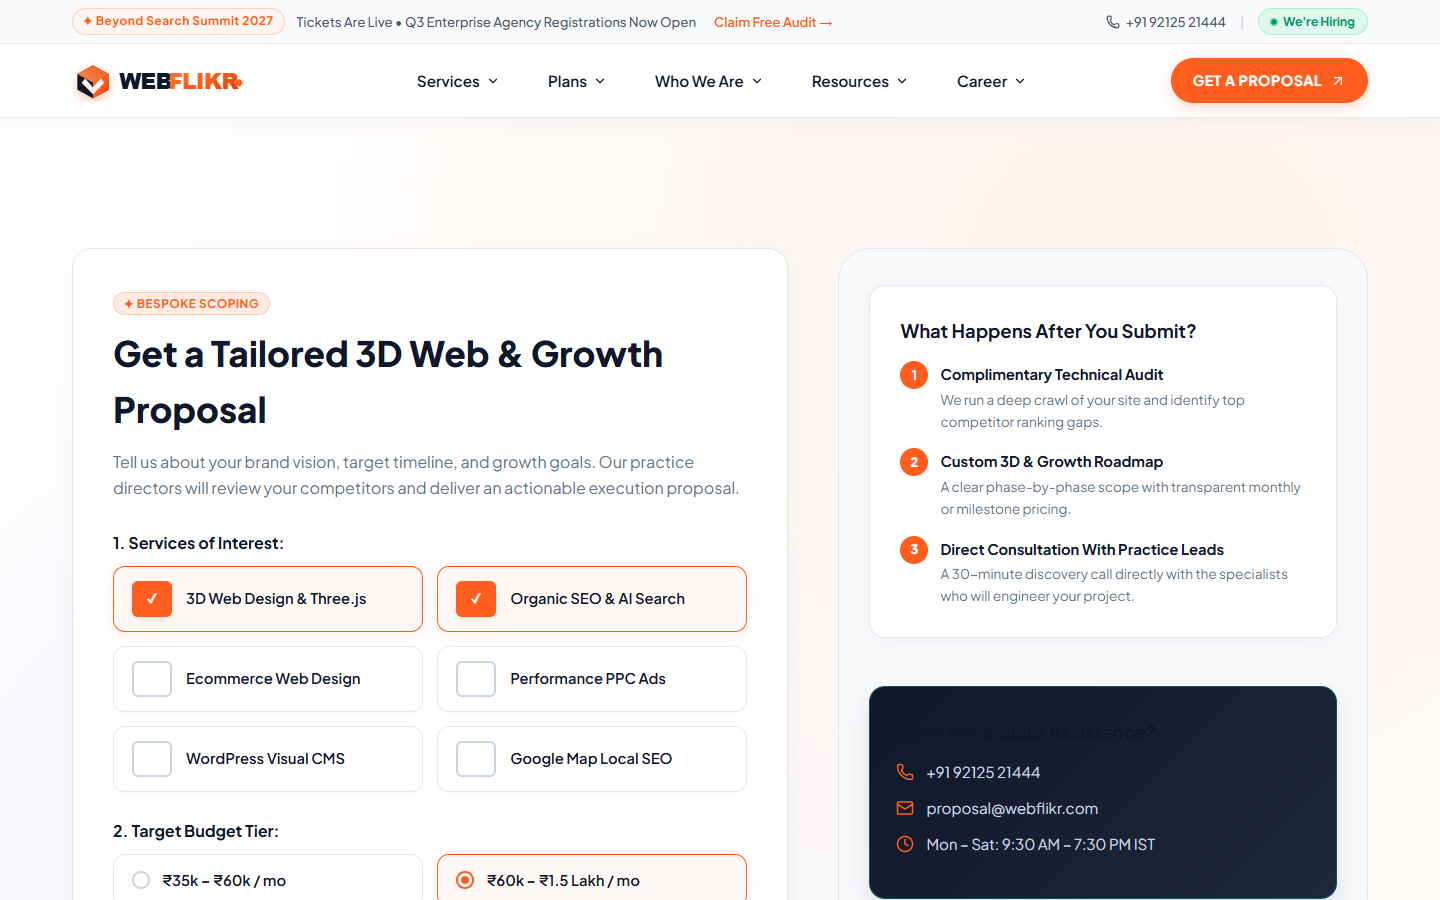 ✦ Beyond Search Summit 2027
Tickets Are Live • Q3 Enterprise Agency Registrations Now Open
Claim Free Audit →
+91 92125 21444
We're Hiring
WEBFLIKR
Services
Plans
Who We Are
Resources
Career
GET A PROPOSAL
✦ BESPOKE SCOPING
Get a Tailored 3D Web & Growth
Proposal
Tell us about your brand vision, target timeline, and growth goals. Our practice
directors will review your competitors and deliver an actionable execution proposal.
1. Services of Interest:
✓ 3D Web Design & Three.js
✓ Organic SEO & AI Search
Ecommerce Web Design
Performance PPC Ads
WordPress Visual CMS
Google Map Local SEO
2. Target Budget Tier:
₹35k – ₹60k / mo
₹60k – ₹1.5 Lakh / mo
What Happens After You Submit?
1 Complimentary Technical Audit
We run a deep crawl of your site and identify top
competitor ranking gaps.
2 Custom 3D & Growth Roadmap
A clear phase-by-phase scope with transparent monthly
or milestone pricing.
3 Direct Consultation With Practice Leads
A 30-minute discovery call directly with the specialists
who will engineer your project.
Immediate Assistance?
+91 92125 21444
proposal@webflikr.com
Mon – Sat: 9:30 AM – 7:30 PM IST